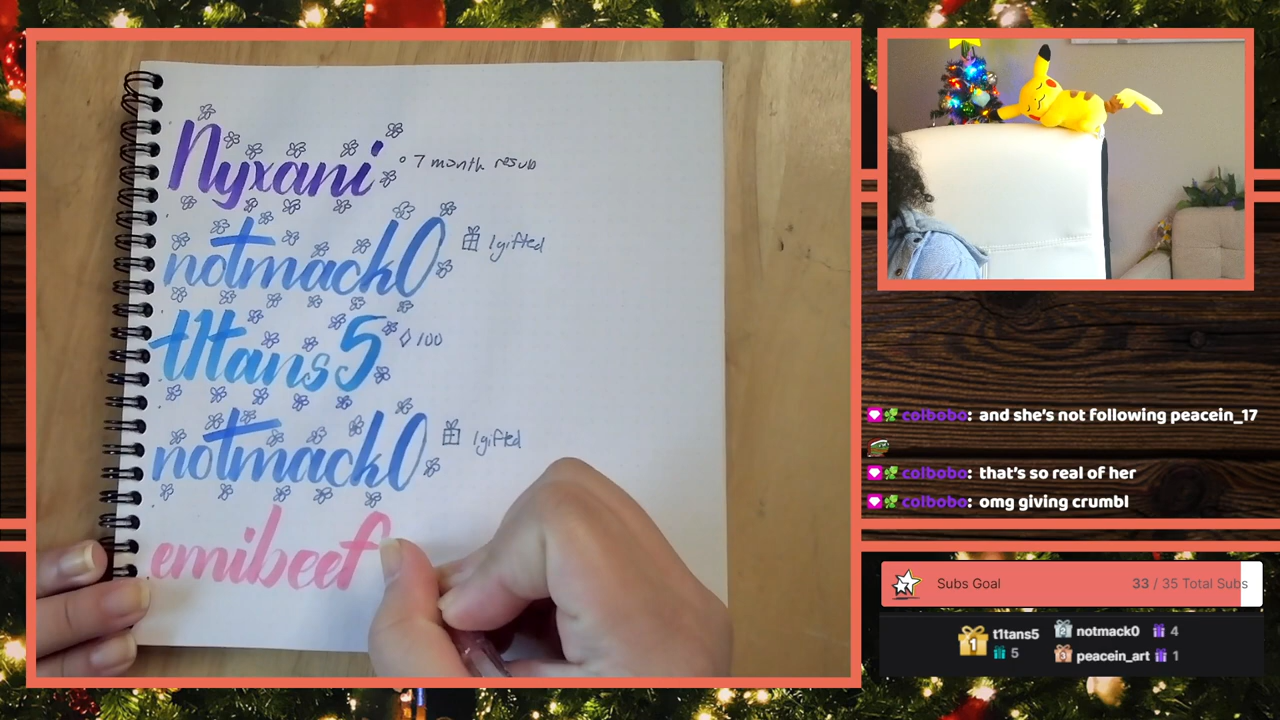 Nyxani
° 7 month resub
notmack0
1 gifted
t1tans5
100
notmack0
1 gifted
emibeef
colbobo: and she's not following peacein_17
colbobo: that's so real of her
colbobo: omg giving crumbl
Subs Goal 33 / 35 Total Subs
1 t1tans5 5
2 notmack0 4
3 peacein_art 1